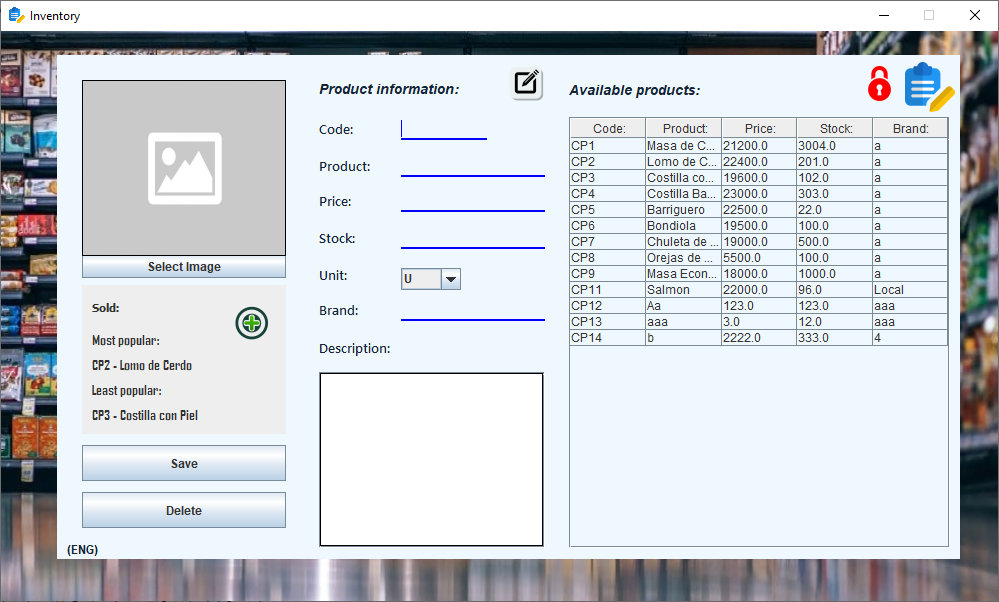 Inventory
Select Image
Sold:
Most popular:
CP2 - Lomo de Cerdo
Least popular:
CP3 - Costilla con Piel
Save
Delete
(ENG)
Product information:
Code:
Product:
Price:
Stock:
Unit:
U
Brand:
Description:
Available products:
Code: Product: Price: Stock: Brand:
CP1 Masa de C... 21200.0 3004.0 a
CP2 Lomo de C... 22400.0 201.0 a
CP3 Costilla co... 19600.0 102.0 a
CP4 Costilla Ba... 23000.0 303.0 a
CP5 Barriguero 22500.0 22.0 a
CP6 Bondiola 19500.0 100.0 a
CP7 Chuleta de ... 19000.0 500.0 a
CP8 Orejas de ... 5500.0 100.0 a
CP9 Masa Econ... 18000.0 1000.0 a
CP11 Salmon 22000.0 96.0 Local
CP12 Aa 123.0 123.0 aaa
CP13 aaa 3.0 12.0 aaa
CP14 b 2222.0 333.0 4